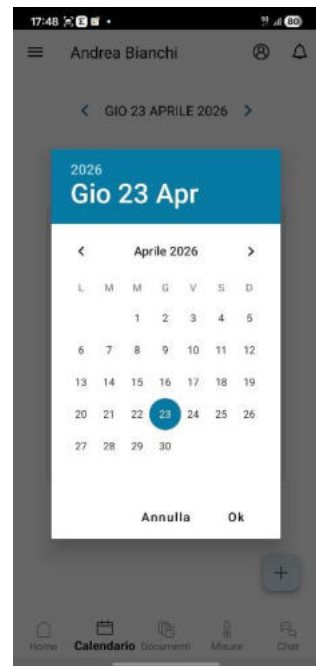 17:48
80
Andrea Bianchi
GIO 23 APRILE 2026
2026
Gio 23 Apr
Aprile 2026
L M M G V S D
1 2 3 4 5
6 7 8 9 10 11 12
13 14 15 16 17 18 19
20 21 22 23 24 25 26
27 28 29 30
Annulla Ok
Home Calendario Documenti Misure Chat